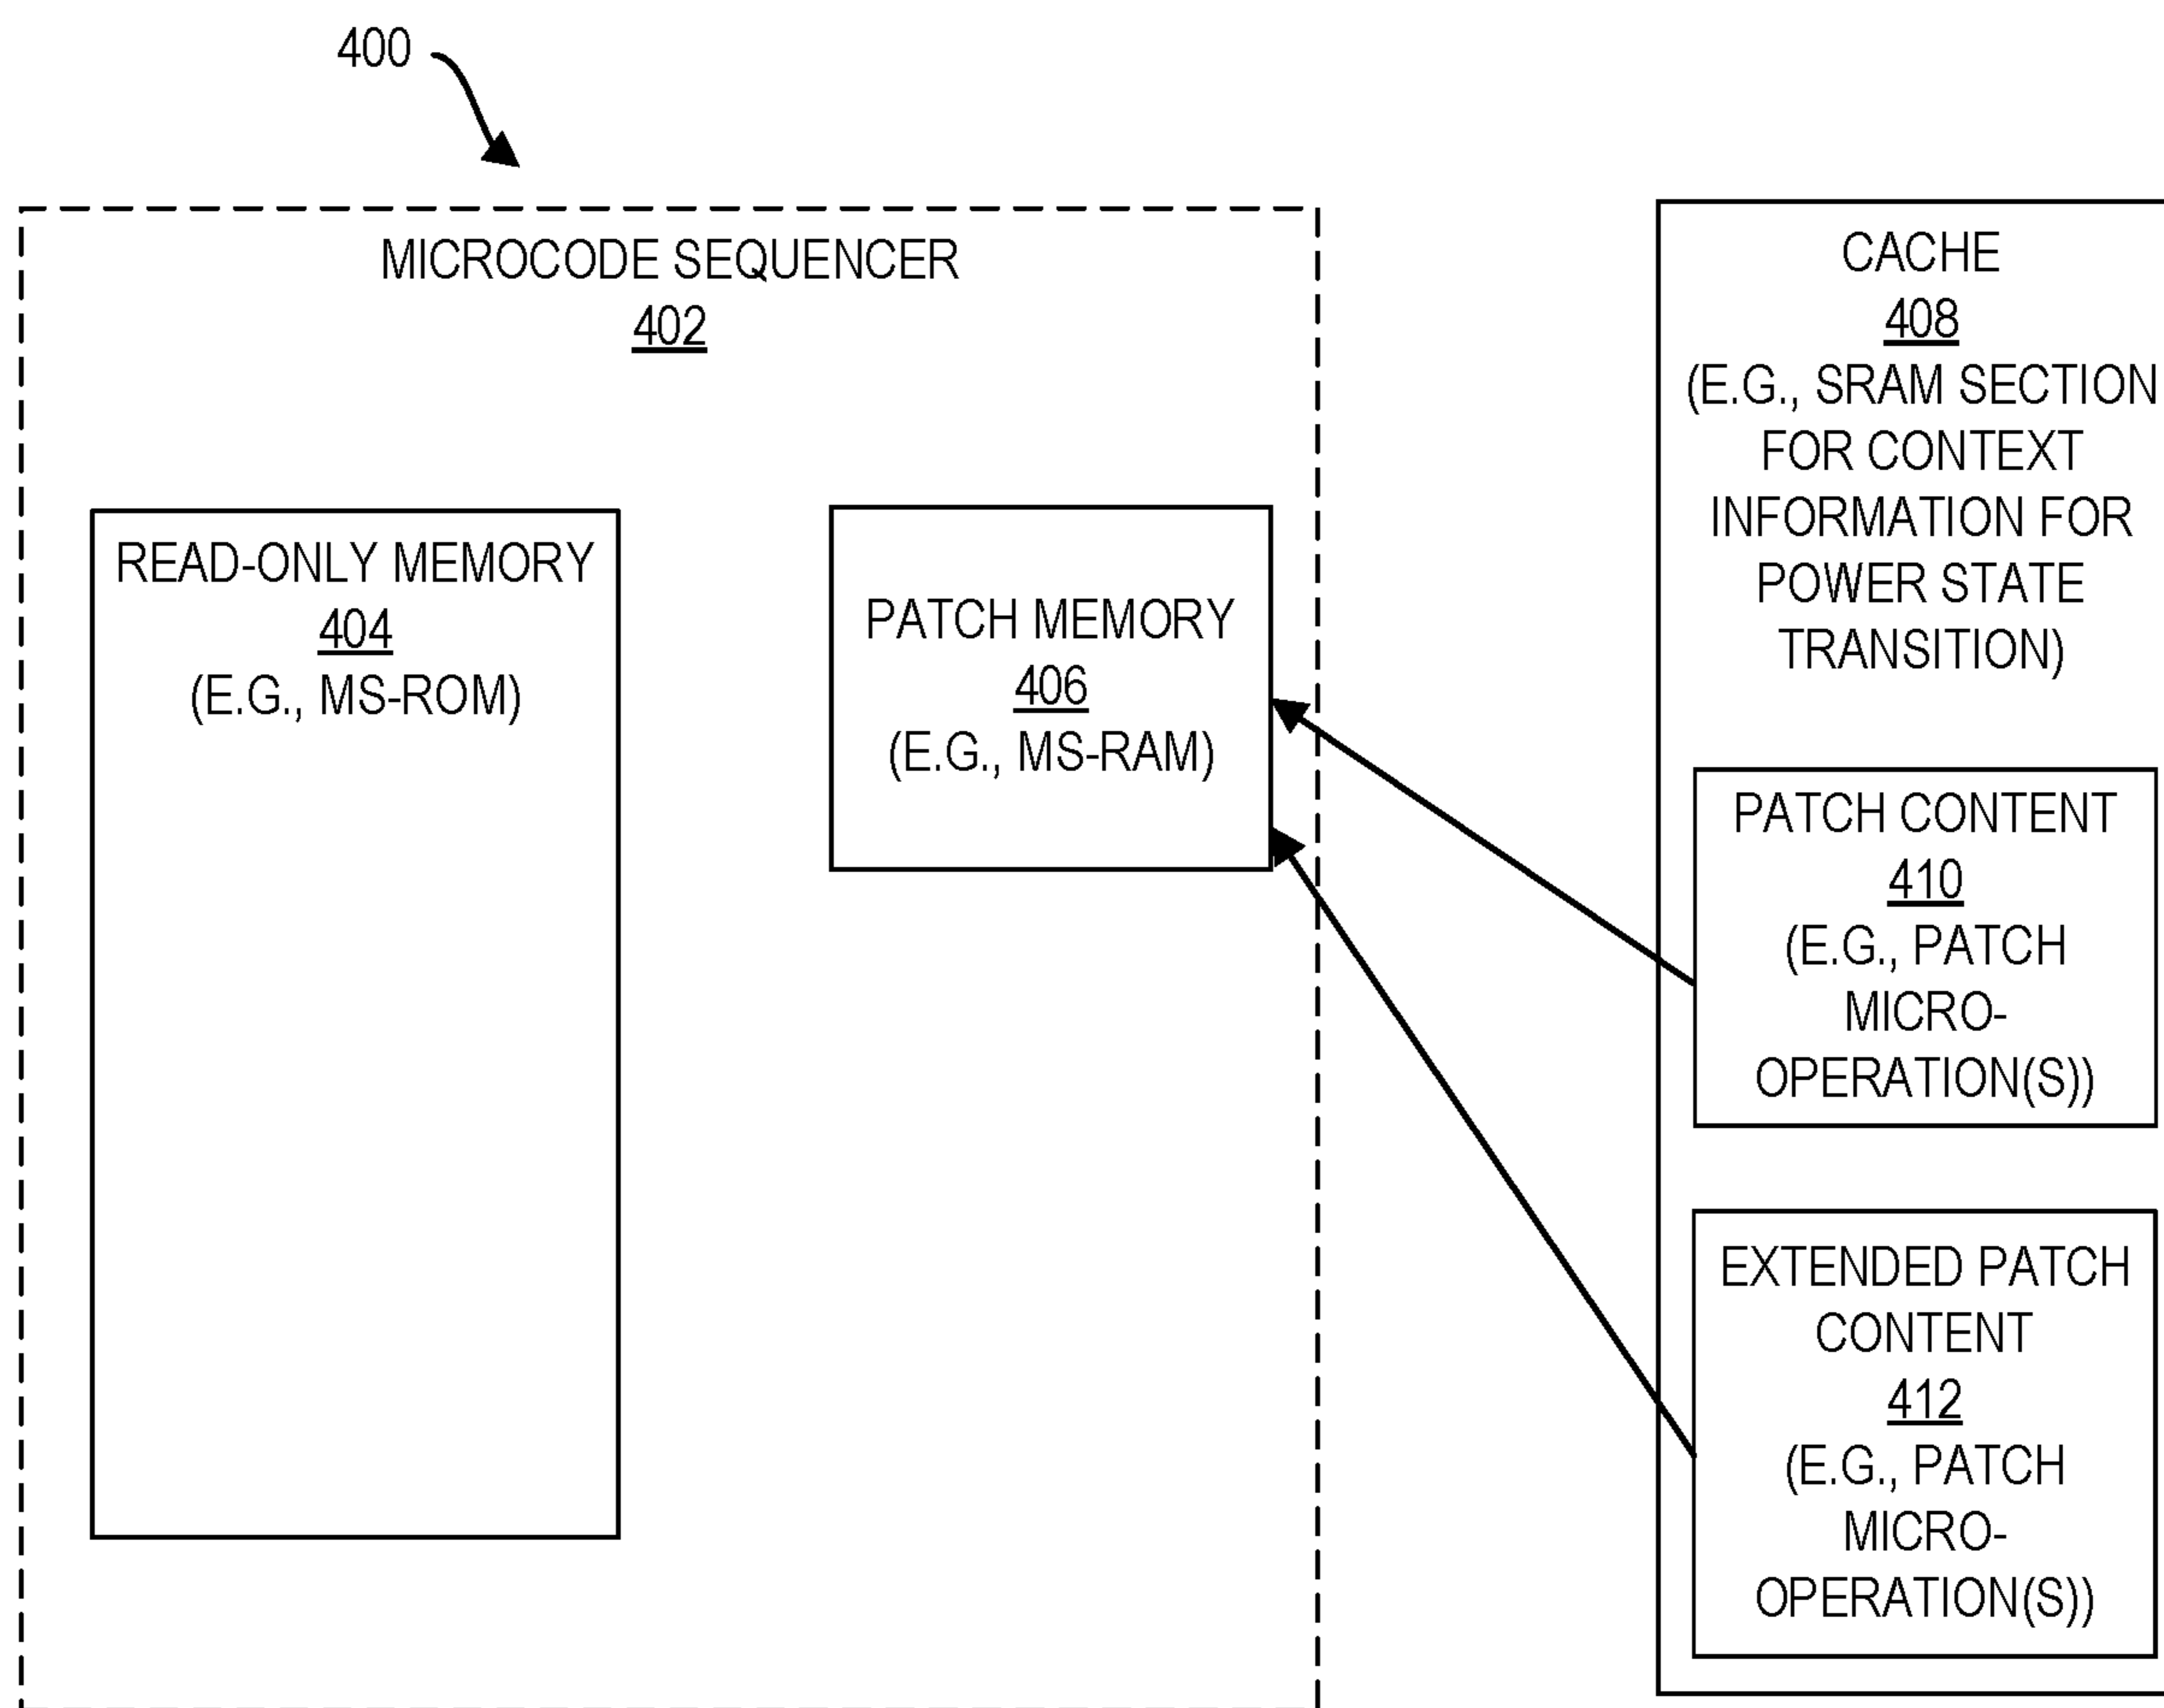 400
MICROCODE SEQUENCER
402
READ-ONLY MEMORY
404
(E.G., MS-ROM)
PATCH MEMORY
406
(E.G., MS-RAM)
CACHE
408
(E.G., SRAM SECTION
FOR CONTEXT
INFORMATION FOR
POWER STATE
TRANSITION)
PATCH CONTENT
410
(E.G., PATCH
MICRO-
OPERATION(S))
EXTENDED PATCH
CONTENT
412
(E.G., PATCH
MICRO-
OPERATION(S))